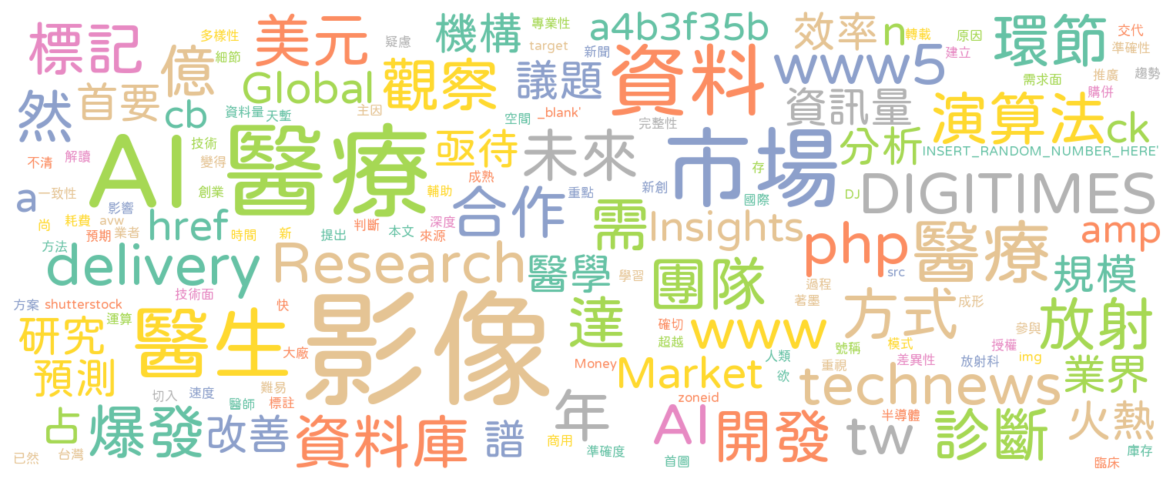 標記
美元
億
首要
然
cb
機構
專業性
疑慮
target
Global
觀察
議題
新聞
a4b3f35b
資料
多樣性
細節
效率
n
轉載
原因
建立
環節
交代
準確性
www5
需求面
推廣
趨勢
購併
資料量
天塹
主因
空間
_blank'
完整性
資訊量
演算法
ck
AI醫療
技術
變得
亟待
未來
市場
分析
INSERT_RANDOM_NUMBER_HERE'
不清
解讀
a
一致性
創業
成熟
輔助
重點
新創
存
國際
DJ
DIGITIMES
影響
尚
耗費
avw
預期
業者
href
時間
新
提出
判斷
本文
深度
來源
合作
需
Insights
php
醫療
amp
方法
delivery
Research
醫學
學習
團隊
src
過程
著墨
規模
方案
shutterstock
技術面
運算
快
研究
醫生
影像
達
確切
超越
www
方式
成形
放射
預測
大廠
Money
Market
人類
欲
號稱
模式
重視
差異性
授權
放射科
參與
img
業界
切入
速度
難易
醫師
標註
zoneid
technews
占
爆發
改善
資料庫
譜
年
商用
準確度
AI
開發
首圖
tw
半導體
診斷
火熱
庫存
臨床
已然
台灣